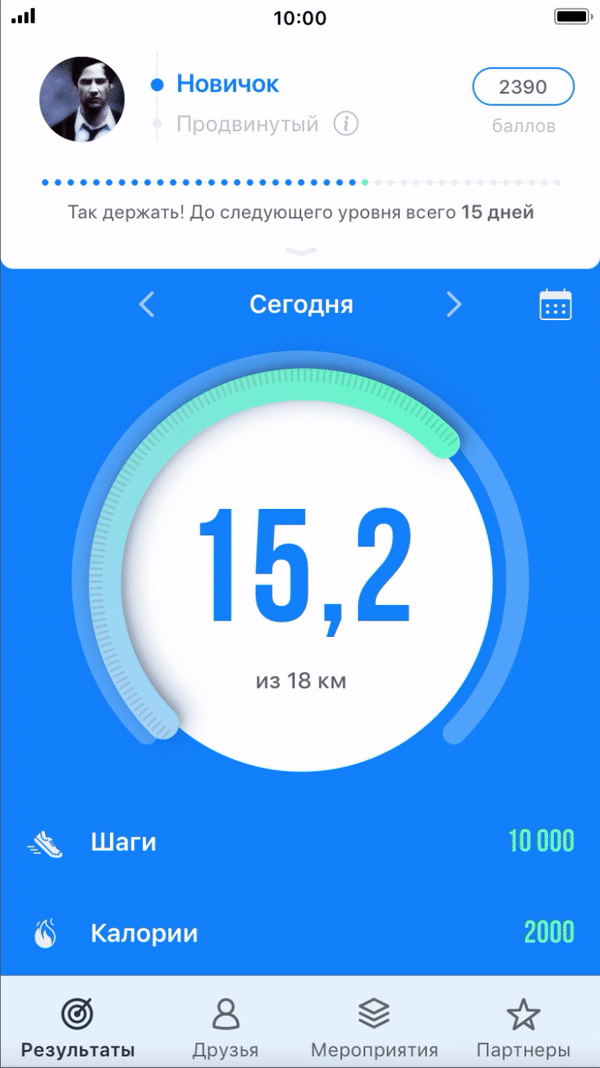 10:00
Новичок
2390
Продвинутый i
баллов
Так держать! До следующего уровня всего 15 дней
Сегодня
15,2
из 18 км
Шаги 10 000
Калории 2000
Результаты Друзья Мероприятия Партнеры